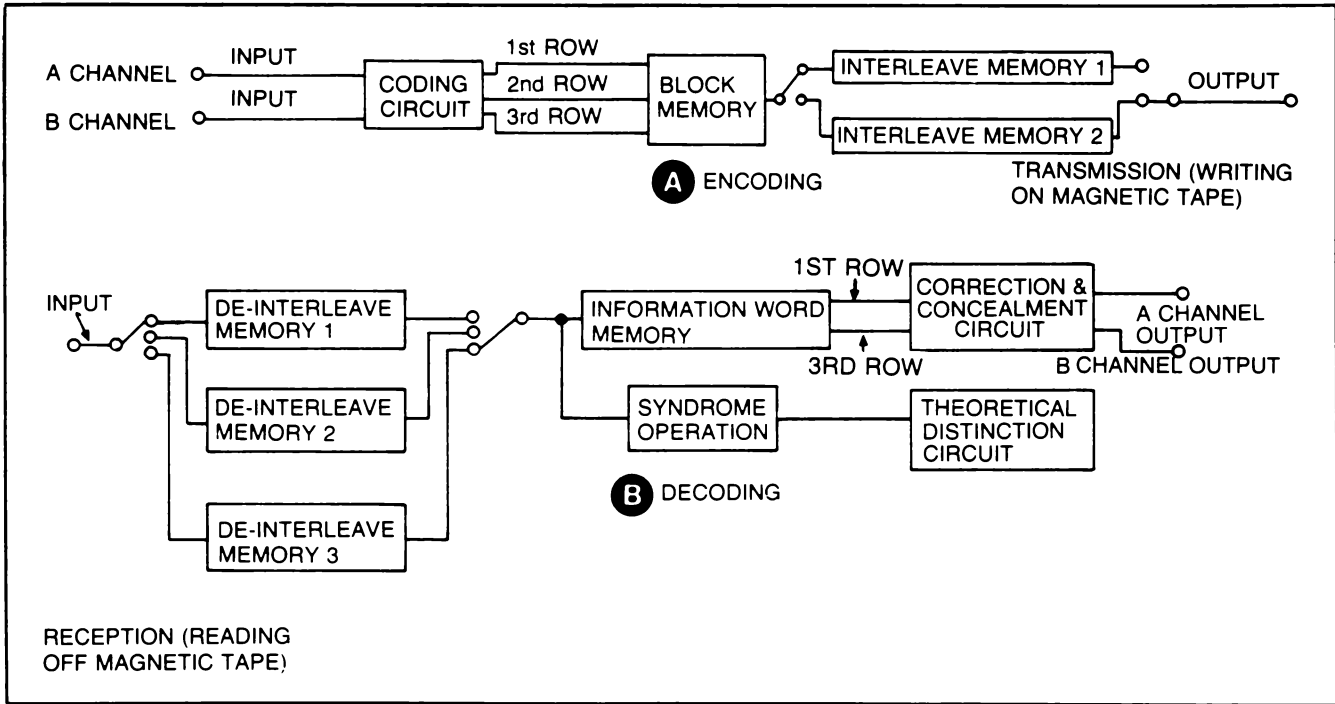 A CHANNEL
INPUT
B CHANNEL
INPUT
CODING
CIRCUIT
1st ROW
2nd ROW
3rd ROW
BLOCK
MEMORY
INTERLEAVE MEMORY 1
INTERLEAVE MEMORY 2
OUTPUT
A ENCODING
TRANSMISSION (WRITING
ON MAGNETIC TAPE)
INPUT
DE-INTERLEAVE
MEMORY 1
DE-INTERLEAVE
MEMORY 2
DE-INTERLEAVE
MEMORY 3
INFORMATION WORD
MEMORY
1ST ROW
3RD ROW
CORRECTION &
CONCEALMENT
CIRCUIT
A CHANNEL
OUTPUT
B CHANNEL OUTPUT
SYNDROME
OPERATION
THEORETICAL
DISTINCTION
CIRCUIT
B DECODING
RECEPTION (READING
OFF MAGNETIC TAPE)